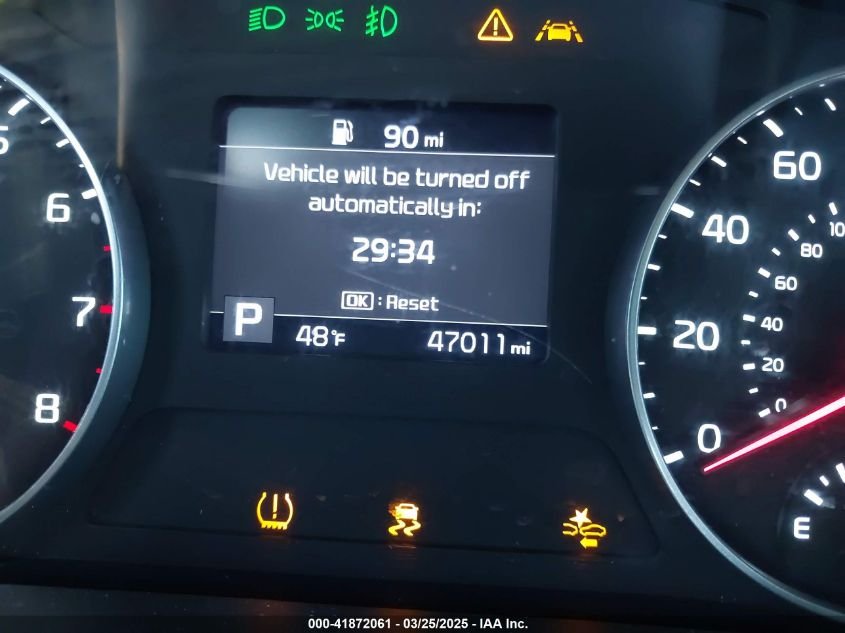 90 mi
Vehicle will be turned off
automatically in:
29:34
OK : Reset
P
48°F
47011 mi
6
7
8
60
40
20
0
80
60
40
20
0
E
000-41872061 - 03/25/2025 - IAA Inc.